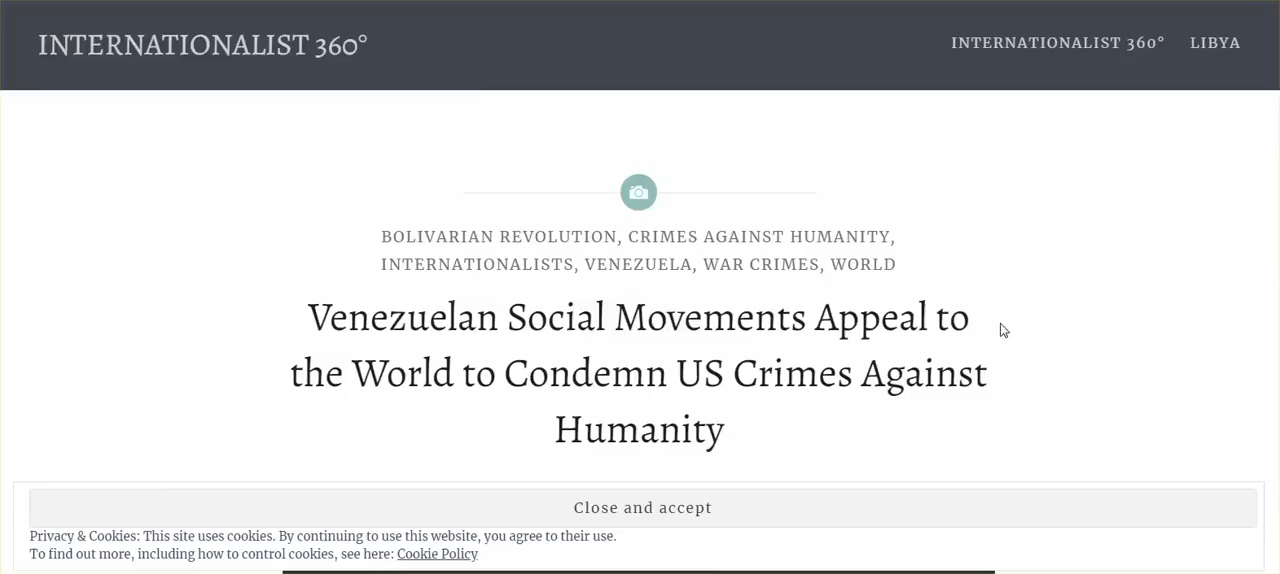 INTERNATIONALIST 360°
INTERNATIONALIST 360° LIBYA
BOLIVARIAN REVOLUTION, CRIMES AGAINST HUMANITY,
INTERNATIONALISTS, VENEZUELA, WAR CRIMES, WORLD
Venezuelan Social Movements Appeal to
the World to Condemn US Crimes Against
Humanity
Close and accept
Privacy & Cookies: This site uses cookies. By continuing to use this website, you agree to their use.
To find out more, including how to control cookies, see here: Cookie Policy